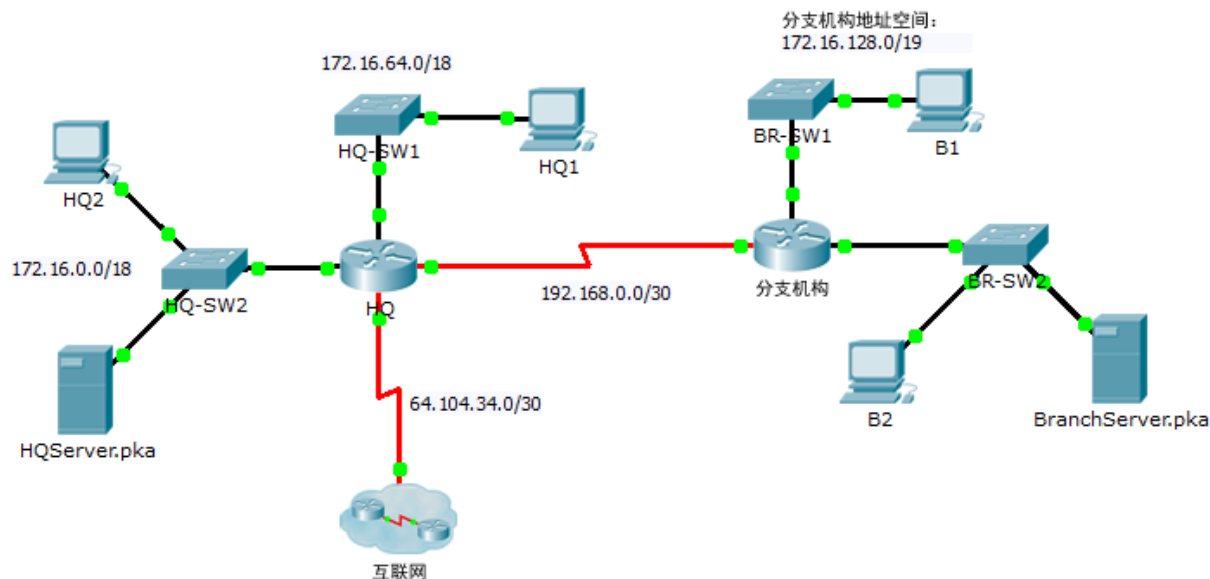 分支机构地址空间：
172.16.128.0/19
172.16.64.0/18
HQ-SW1
HQ1
BR-SW1
B1
HQ2
172.16.0.0/18
HQ-SW2
HQ
192.168.0.0/30
分支机构
BR-SW2
64.104.34.0/30
B2
BranchServer.pka
HQServer.pka
互联网